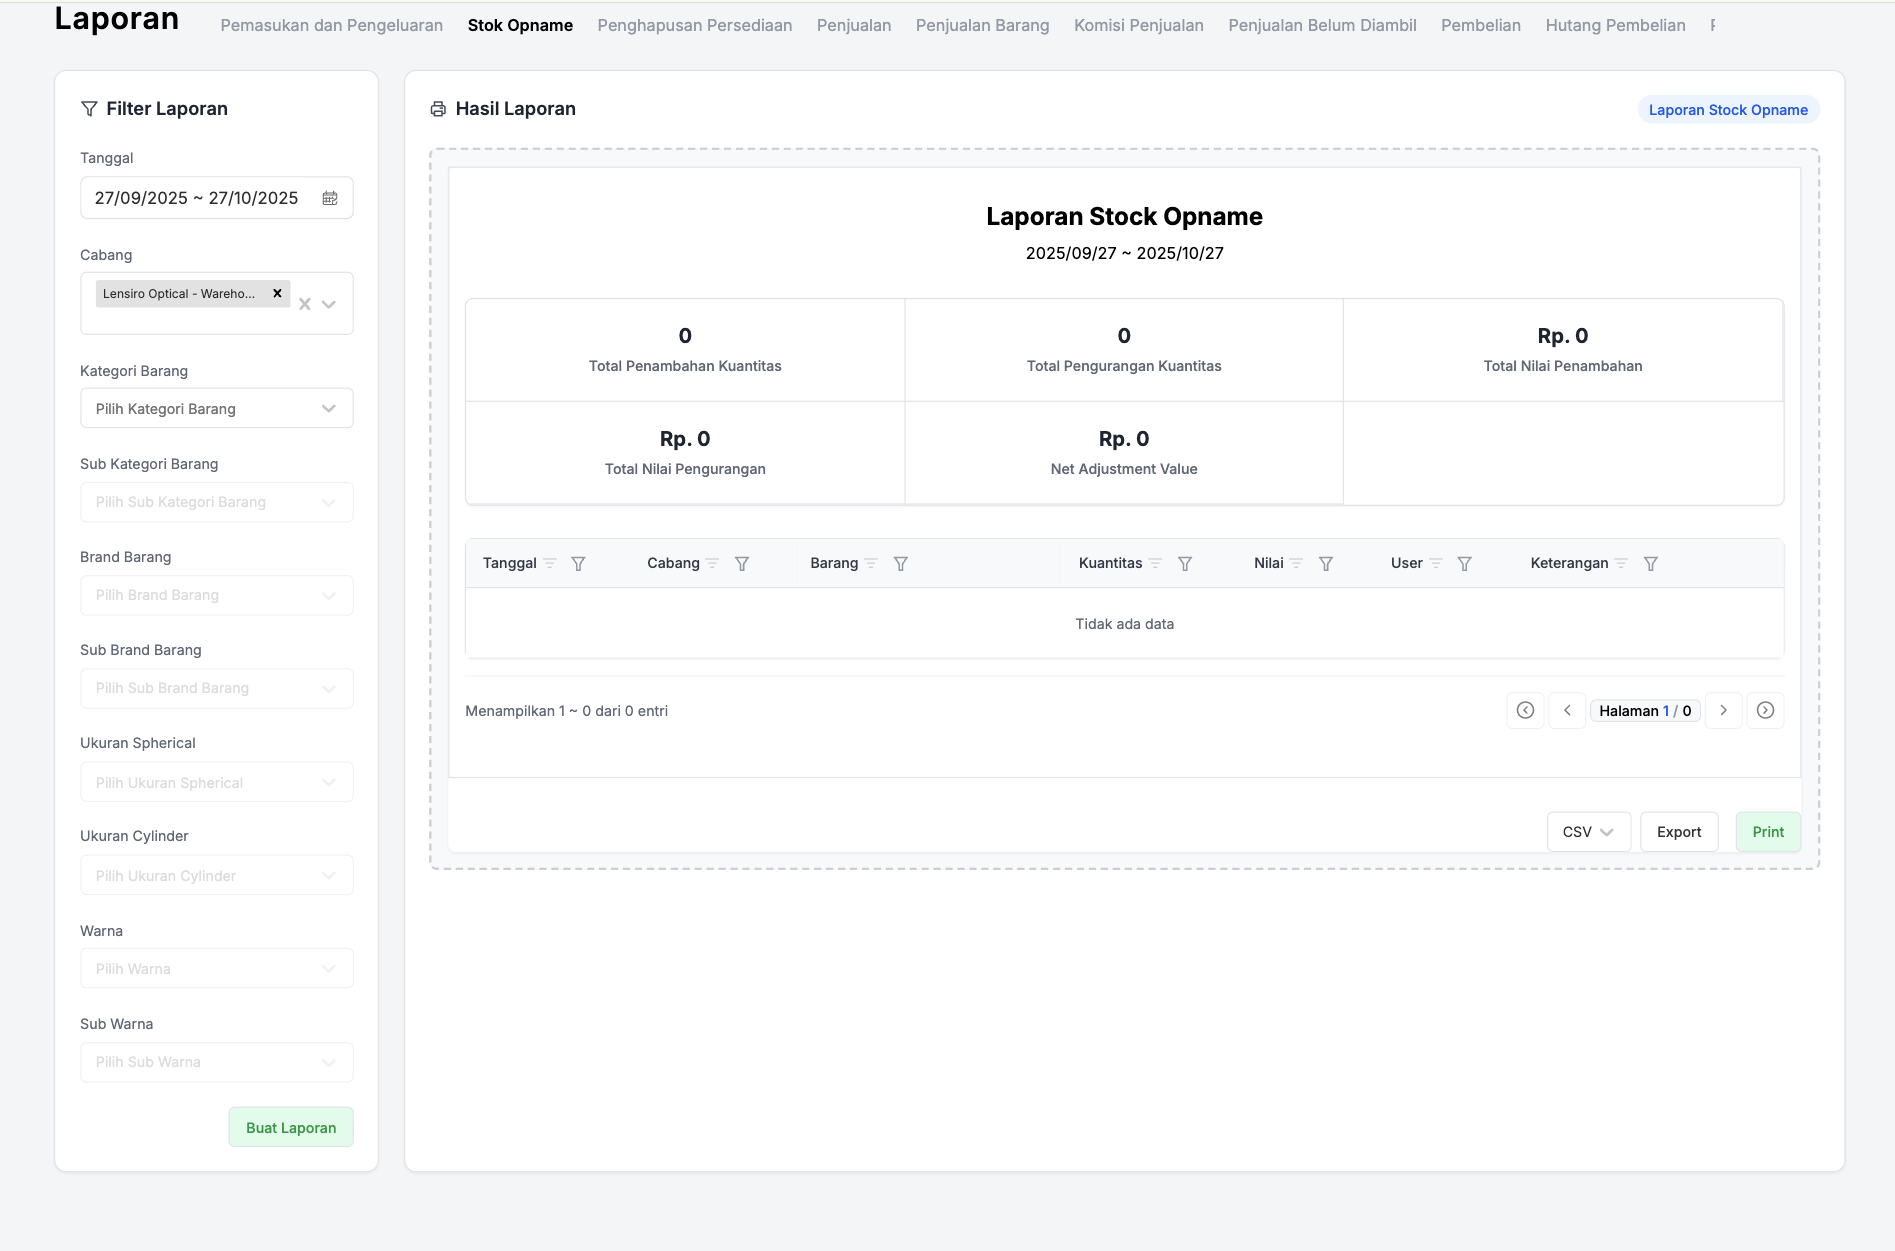 Laporan
Pemasukan dan Pengeluaran
Stok Opname
Penghapusan Persediaan
Penjualan
Penjualan Barang
Komisi Penjualan
Penjualan Belum Diambil
Pembelian
Hutang Pembelian
Filter Laporan
Tanggal
27/09/2025 ~ 27/10/2025
Cabang
Lensiro Optical - Wareho...
Kategori Barang
Pilih Kategori Barang
Sub Kategori Barang
Pilih Sub Kategori Barang
Brand Barang
Pilih Brand Barang
Sub Brand Barang
Pilih Sub Brand Barang
Ukuran Spherical
Pilih Ukuran Spherical
Ukuran Cylinder
Pilih Ukuran Cylinder
Warna
Pilih Warna
Sub Warna
Pilih Sub Warna
Buat Laporan
Hasil Laporan
Laporan Stock Opname
Laporan Stock Opname
2025/09/27 ~ 2025/10/27
0
Total Penambahan Kuantitas
0
Total Pengurangan Kuantitas
Rp. 0
Total Nilai Penambahan
Rp. 0
Total Nilai Pengurangan
Rp. 0
Net Adjustment Value
Tanggal Cabang Barang Kuantitas Nilai User Keterangan
Tidak ada data
Menampilkan 1 ~ 0 dari 0 entri
Halaman 1 / 0
CSV
Export
Print